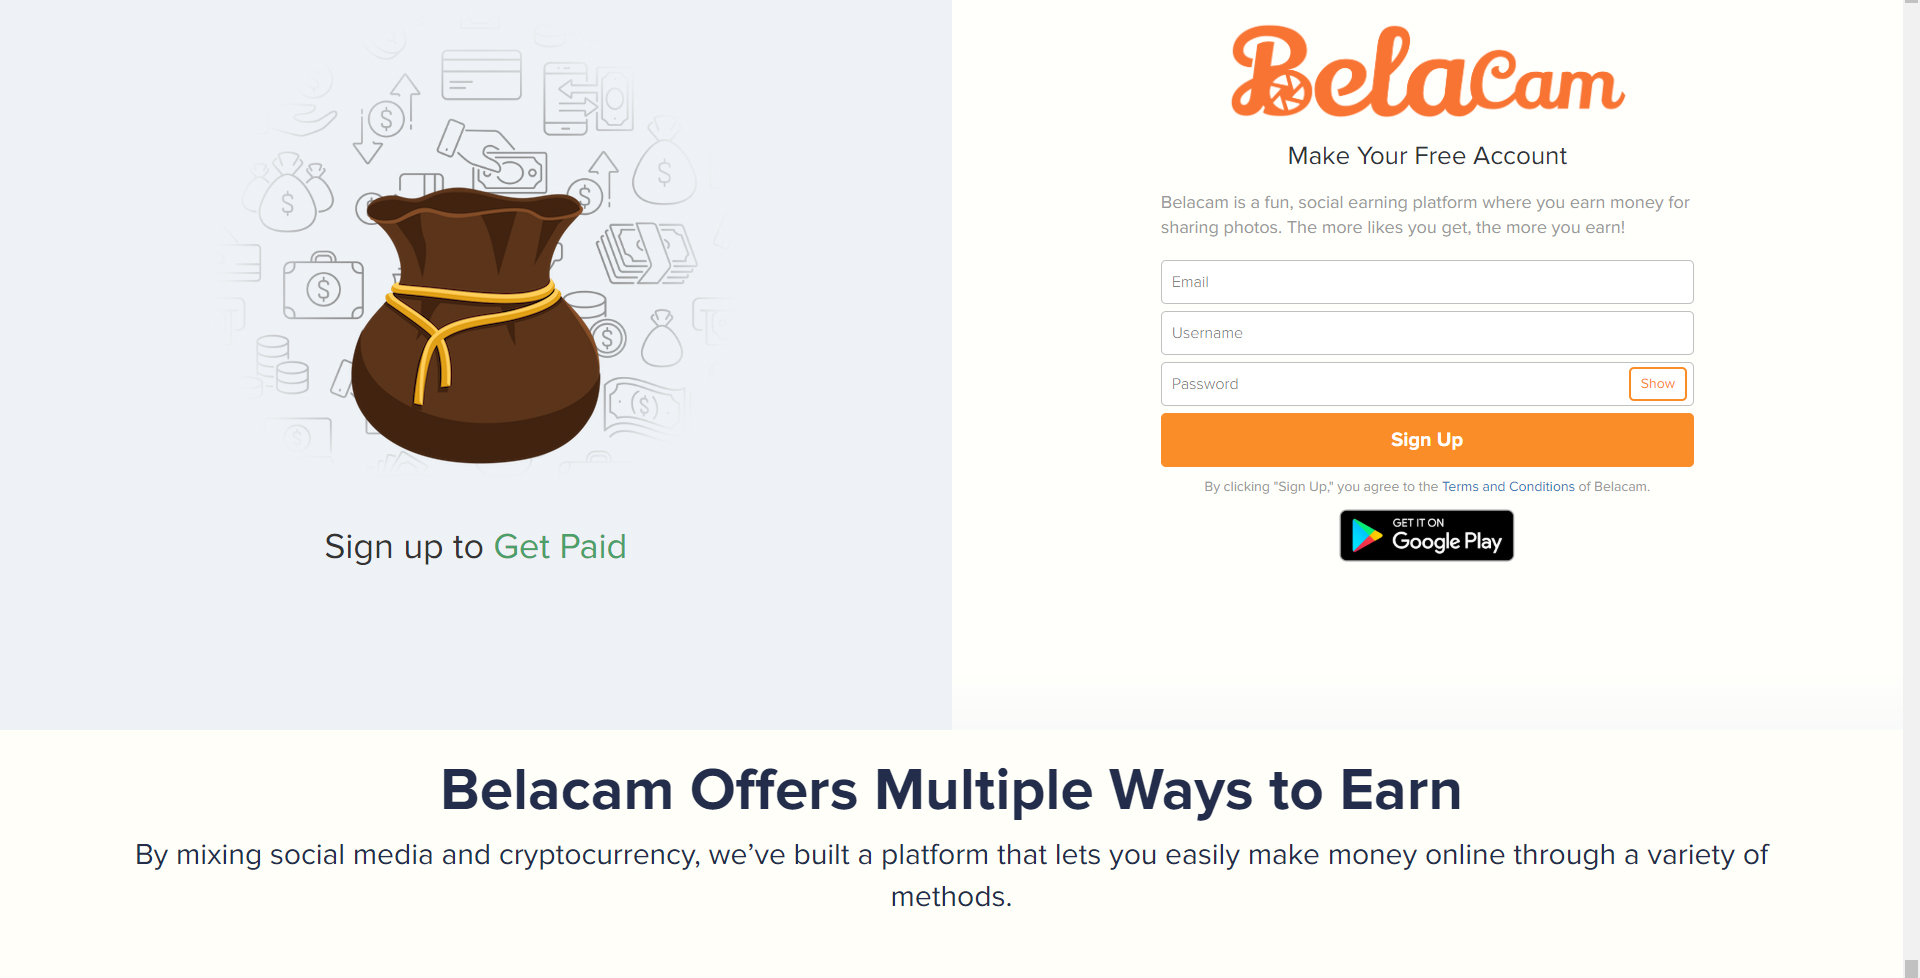 Sign up to Get Paid
BelaCam
Make Your Free Account
Belacam is a fun, social earning platform where you earn money for
sharing photos. The more likes you get, the more you earn!
Email
Username
Password
Show
Sign Up
By clicking "Sign Up," you agree to the Terms and Conditions of Belacam.
GET IT ON
Google Play
Belacam Offers Multiple Ways to Earn
By mixing social media and cryptocurrency, we’ve built a platform that lets you easily make money online through a variety of
methods.